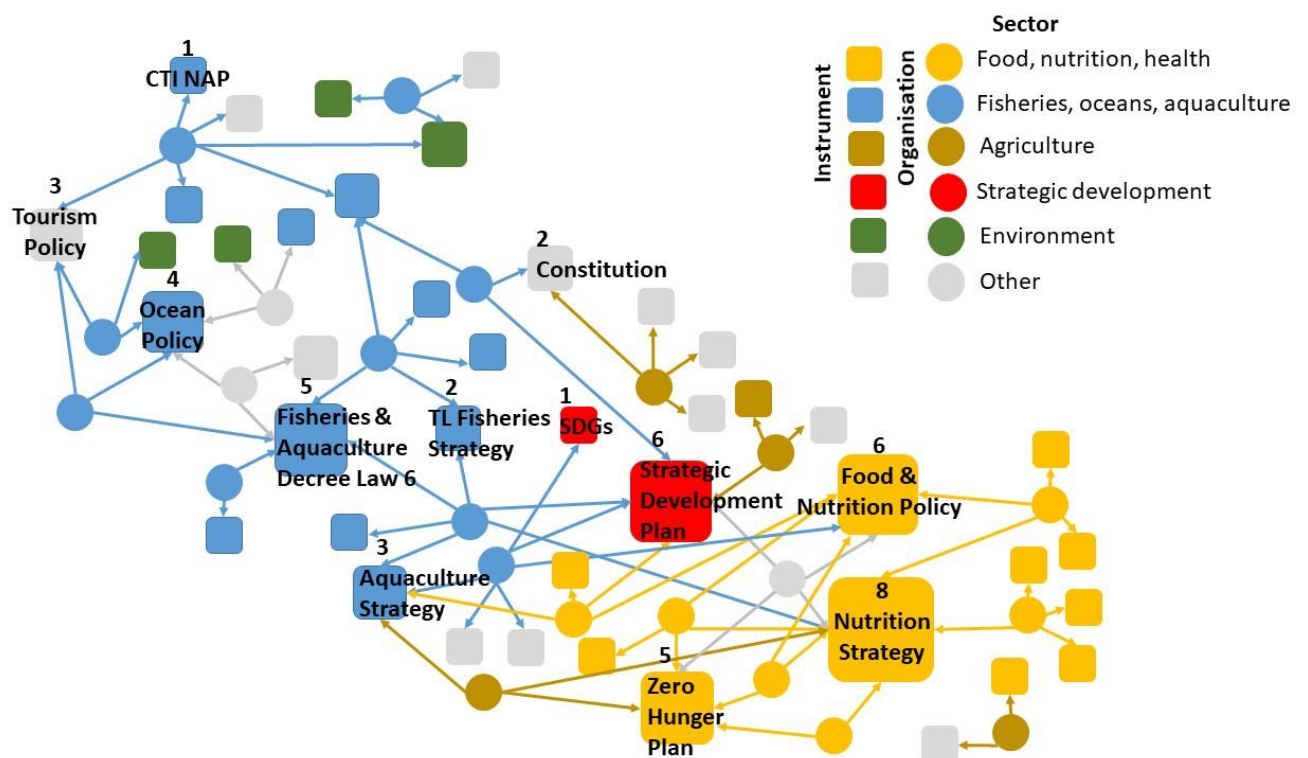 Sector
Instrument
Organisation
Food, nutrition, health
Fisheries, oceans, aquaculture
Agriculture
Strategic development
Environment
Other
1
CTI NAP
3
Tourism
Policy
4
Ocean
Policy
2
Constitution
5
Fisheries &
Aquaculture
Decree Law 6
2
TL Fisheries
Strategy
1
SDGs
6
Strategic
Development
Plan
6
Food &
Nutrition Policy
3
Aquaculture
Strategy
8
Nutrition
Strategy
5
Zero
Hunger
Plan